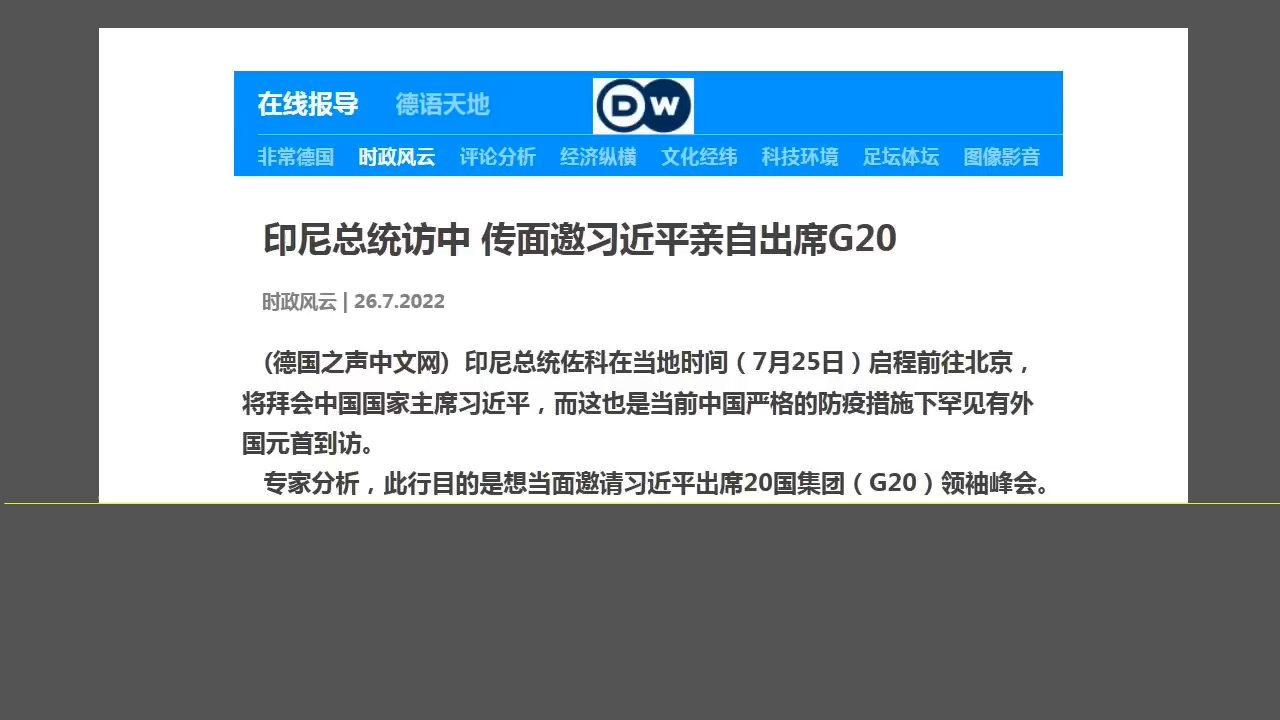 在线报导 德语天地 DW
非常德国 时政风云 评论分析 经济纵横 文化经纬 科技环境 足坛体坛 图像影音
印尼总统访中 传面邀习近平亲自出席G20
时政风云 | 26.7.2022
(德国之声中文网) 印尼总统佐科在当地时间（7月25日）启程前往北京，
将拜会中国国家主席习近平，而这也是当前中国严格的防疫措施下罕见有外
国元首到访。
专家分析，此行目的是想当面邀请习近平出席20国集团（G20）领袖峰会。